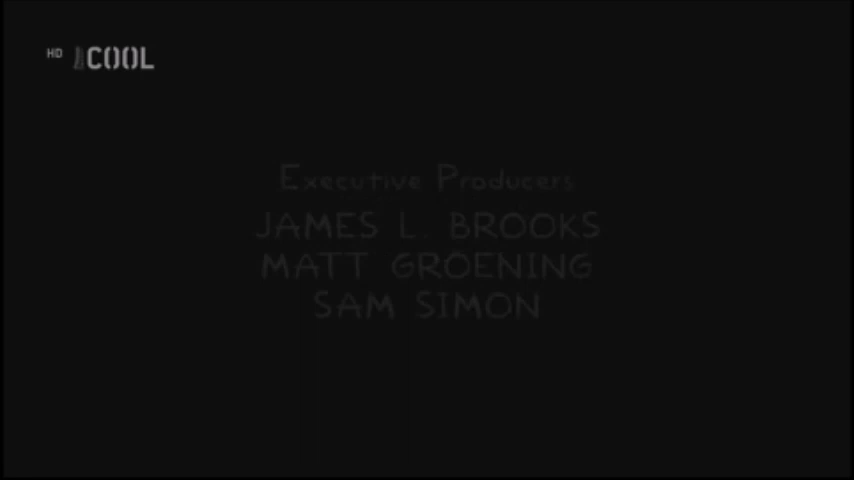 HD COOL
Executive Producers
JAMES L. BROOKS
MATT GROENING
SAM SIMON